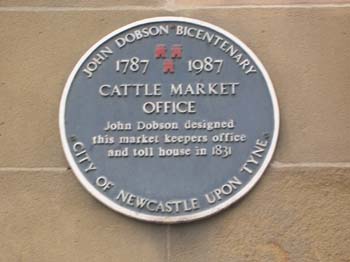 JOHN DOBSON BICENTENARY
1787 1987
CATTLE MARKET
OFFICE
John Dobson designed
this market keepers office
and toll house in 1831
CITY OF NEWCASTLE UPON TYNE